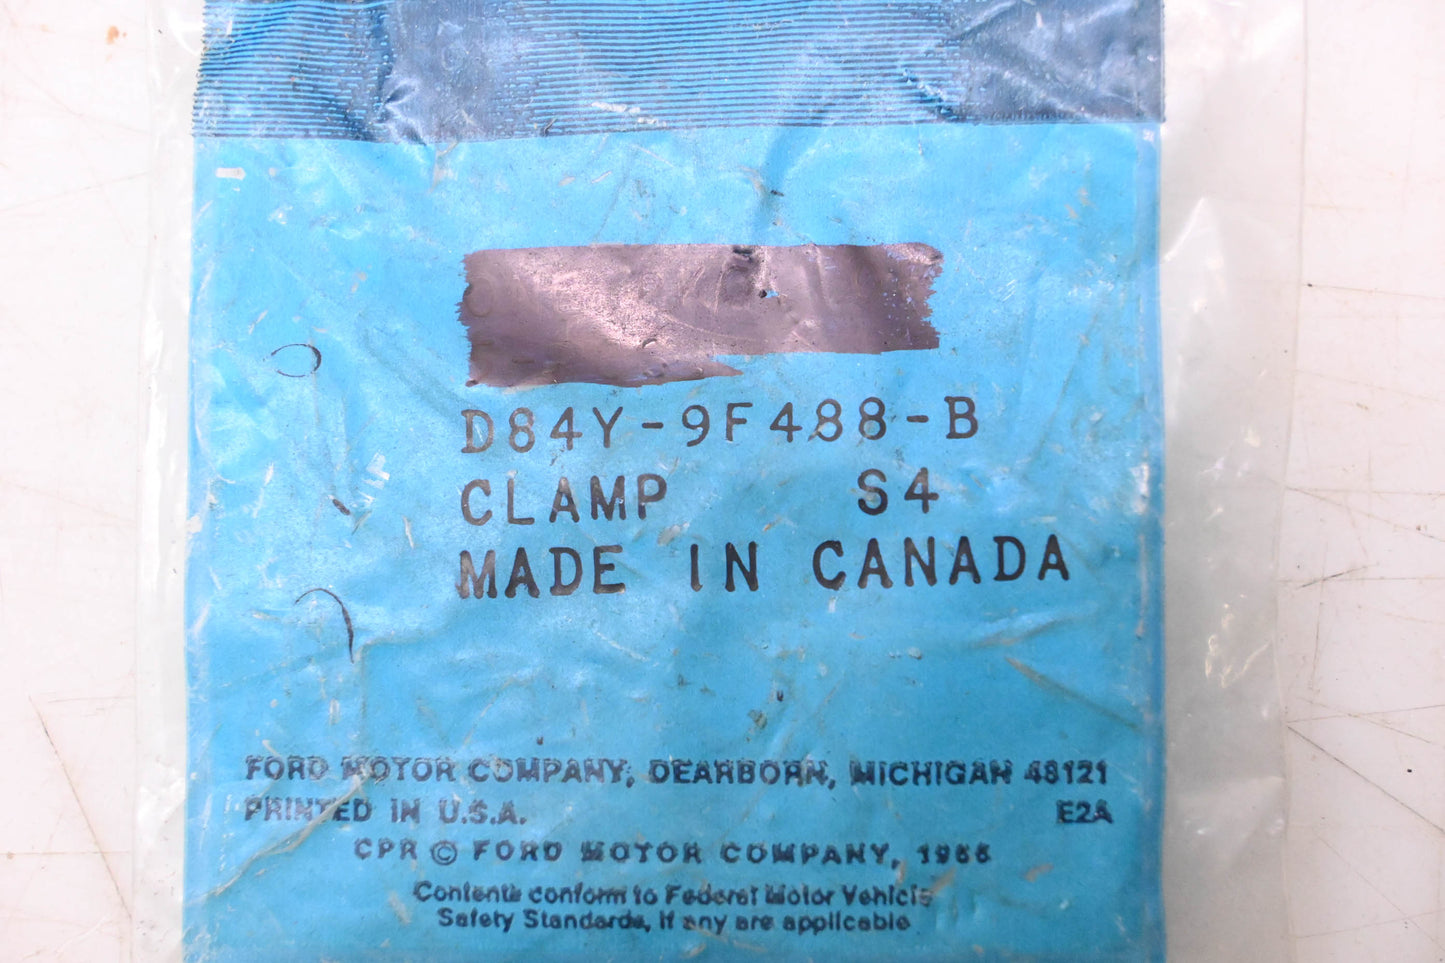 D84Y-9F488-B
CLAMP S4
MADE IN CANADA
FORD MOTOR COMPANY, DEARBORN, MICHIGAN 48121
PRINTED IN U.S.A. E2A
CPR © FORD MOTOR COMPANY, 1966
Contents conform to Federal Motor Vehicle
Safety Standards, if any are applicable